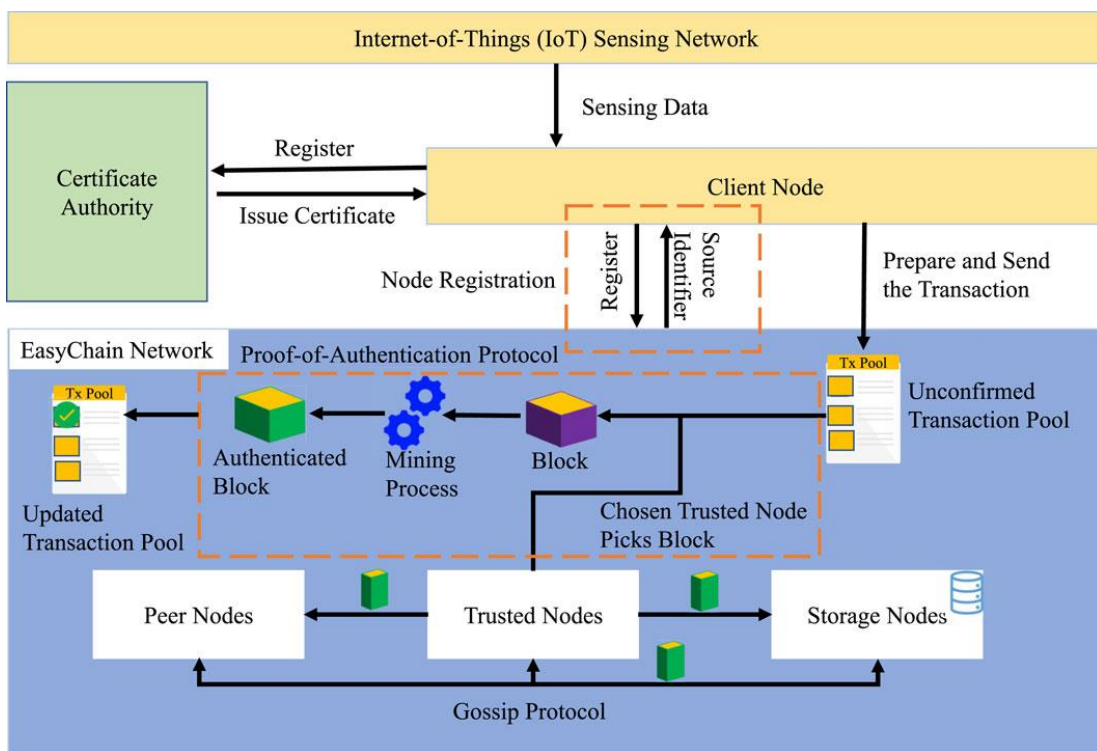 Internet-of-Things (IoT) Sensing Network
Sensing Data
Certificate
Authority
Register
Issue Certificate
Client Node
Node Registration
Register
Source
Identifier
Prepare and Send
the Transaction
EasyChain Network
Proof-of-Authentication Protocol
Tx Pool
Updated
Transaction Pool
Authenticated
Block
Mining
Process
Block
Chosen Trusted Node
Picks Block
Tx Pool
Unconfirmed
Transaction Pool
Peer Nodes
Trusted Nodes
Storage Nodes
Gossip Protocol